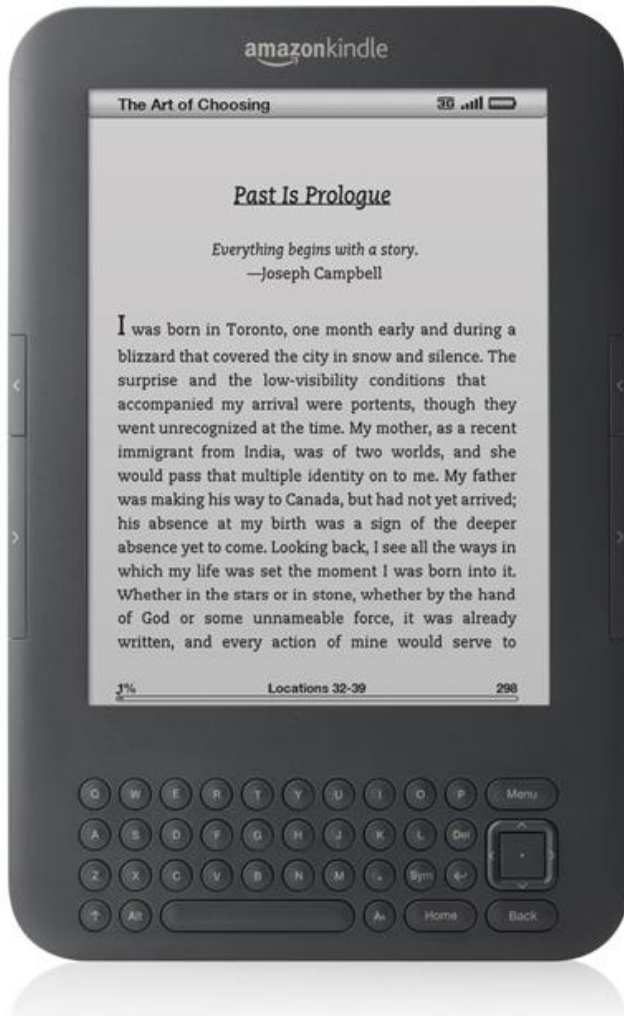 amazonkindle
The Art of Choosing 3G
Past Is Prologue
Everything begins with a story.
—Joseph Campbell
I was born in Toronto, one month early and during a
blizzard that covered the city in snow and silence. The
surprise and the low-visibility conditions that
accompanied my arrival were portents, though they
went unrecognized at the time. My mother, as a recent
immigrant from India, was of two worlds, and she
would pass that multiple identity on to me. My father
was making his way to Canada, but had not yet arrived;
his absence at my birth was a sign of the deeper
absence yet to come. Looking back, I see all the ways in
which my life was set the moment I was born into it.
Whether in the stars or in stone, whether by the hand
of God or some unnameable force, it was already
written, and every action of mine would serve to
1% Locations 32-39 298
Q W E R T Y U I O P Menu
A S D F G H J K L Del
Z X C V B N M . Sym
Alt Aa Home Back